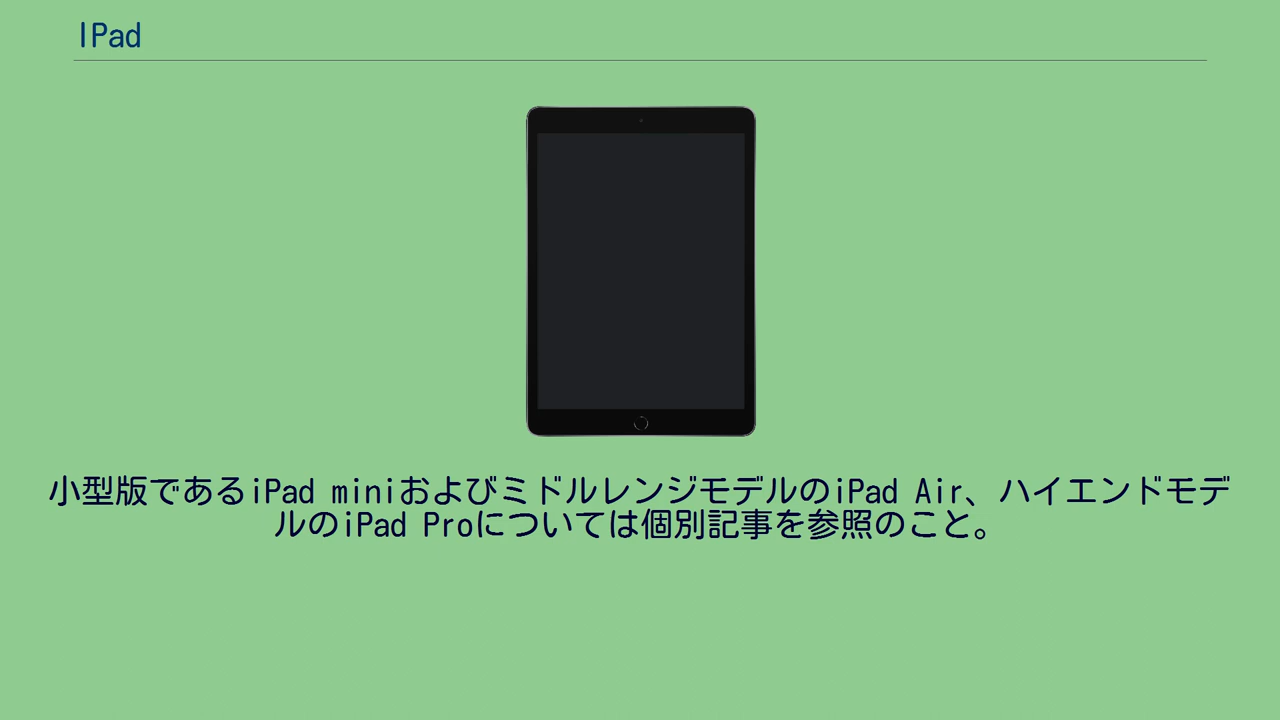 IPad
小型版であるiPad miniおよびミドルレンジモデルのiPad Air、ハイエンドモデ
ルのiPad Proについては個別記事を参照のこと。